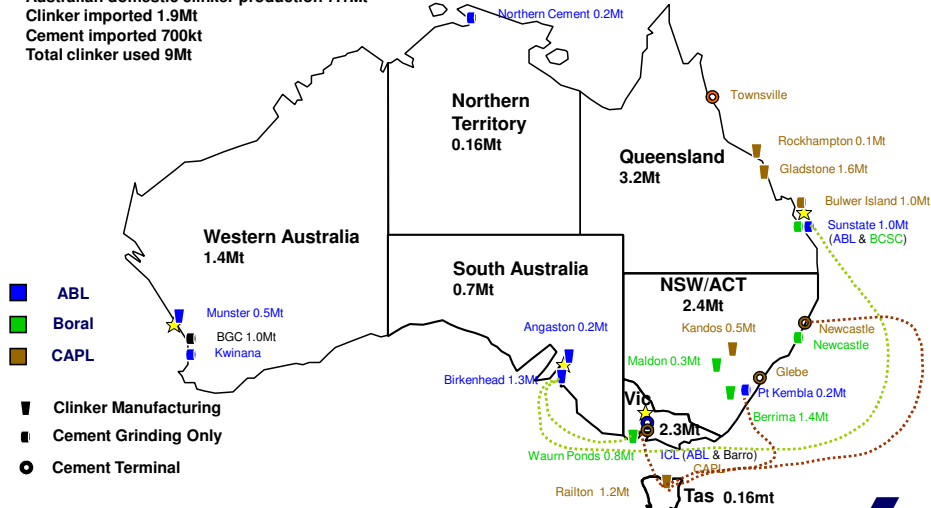 Clinker imported 1.9Mt
Cement imported 700kt
Total clinker used 9Mt
Northern Cement 0.2Mt
Northern
Territory
0.16Mt
Townsville
Queensland
3.2Mt
Rockhampton 0.1Mt
Gladstone 1.6Mt
Bulwer Island 1.0Mt
Sunstate 1.0Mt
(ABL & BCSC)
Western Australia
1.4Mt
South Australia
0.7Mt
NSW/ACT
2.4Mt
ABL
Boral
CAPL
Munster 0.5Mt
BGC 1.0Mt
Kwinana
Angaston 0.2Mt
Birkenhead 1.3Mt
Kandos 0.5Mt
Maldon 0.3Mt
Newcastle
Newcastle
Glebe
Pt Kembla 0.2Mt
Berrima 1.4Mt
Vic
2.3Mt
Waurn Ponds 0.8Mt
ICL (ABL & Barro)
CAPL
Railton 1.2Mt
Tas 0.16mt
Clinker Manufacturing
Cement Grinding Only
Cement Terminal